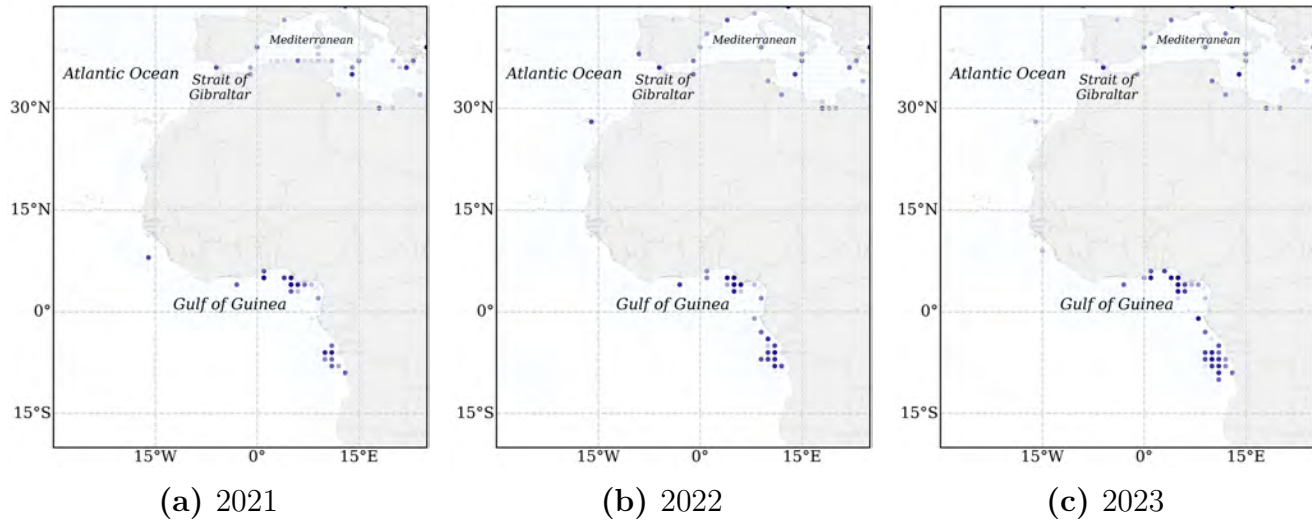 Mediterranean
Atlantic Ocean
Strait of
Gibraltar
30°N
15°N
Gulf of Guinea
0°
15°S
15°W
0°
15°E
(a) 2021
Mediterranean
Atlantic Ocean
Strait of
Gibraltar
30°N
15°N
Gulf of Guinea
0°
15°S
15°W
0°
15°E
(b) 2022
Mediterranean
Atlantic Ocean
Strait of
Gibraltar
30°N
15°N
Gulf of Guinea
0°
15°S
15°W
0°
15°E
(c) 2023